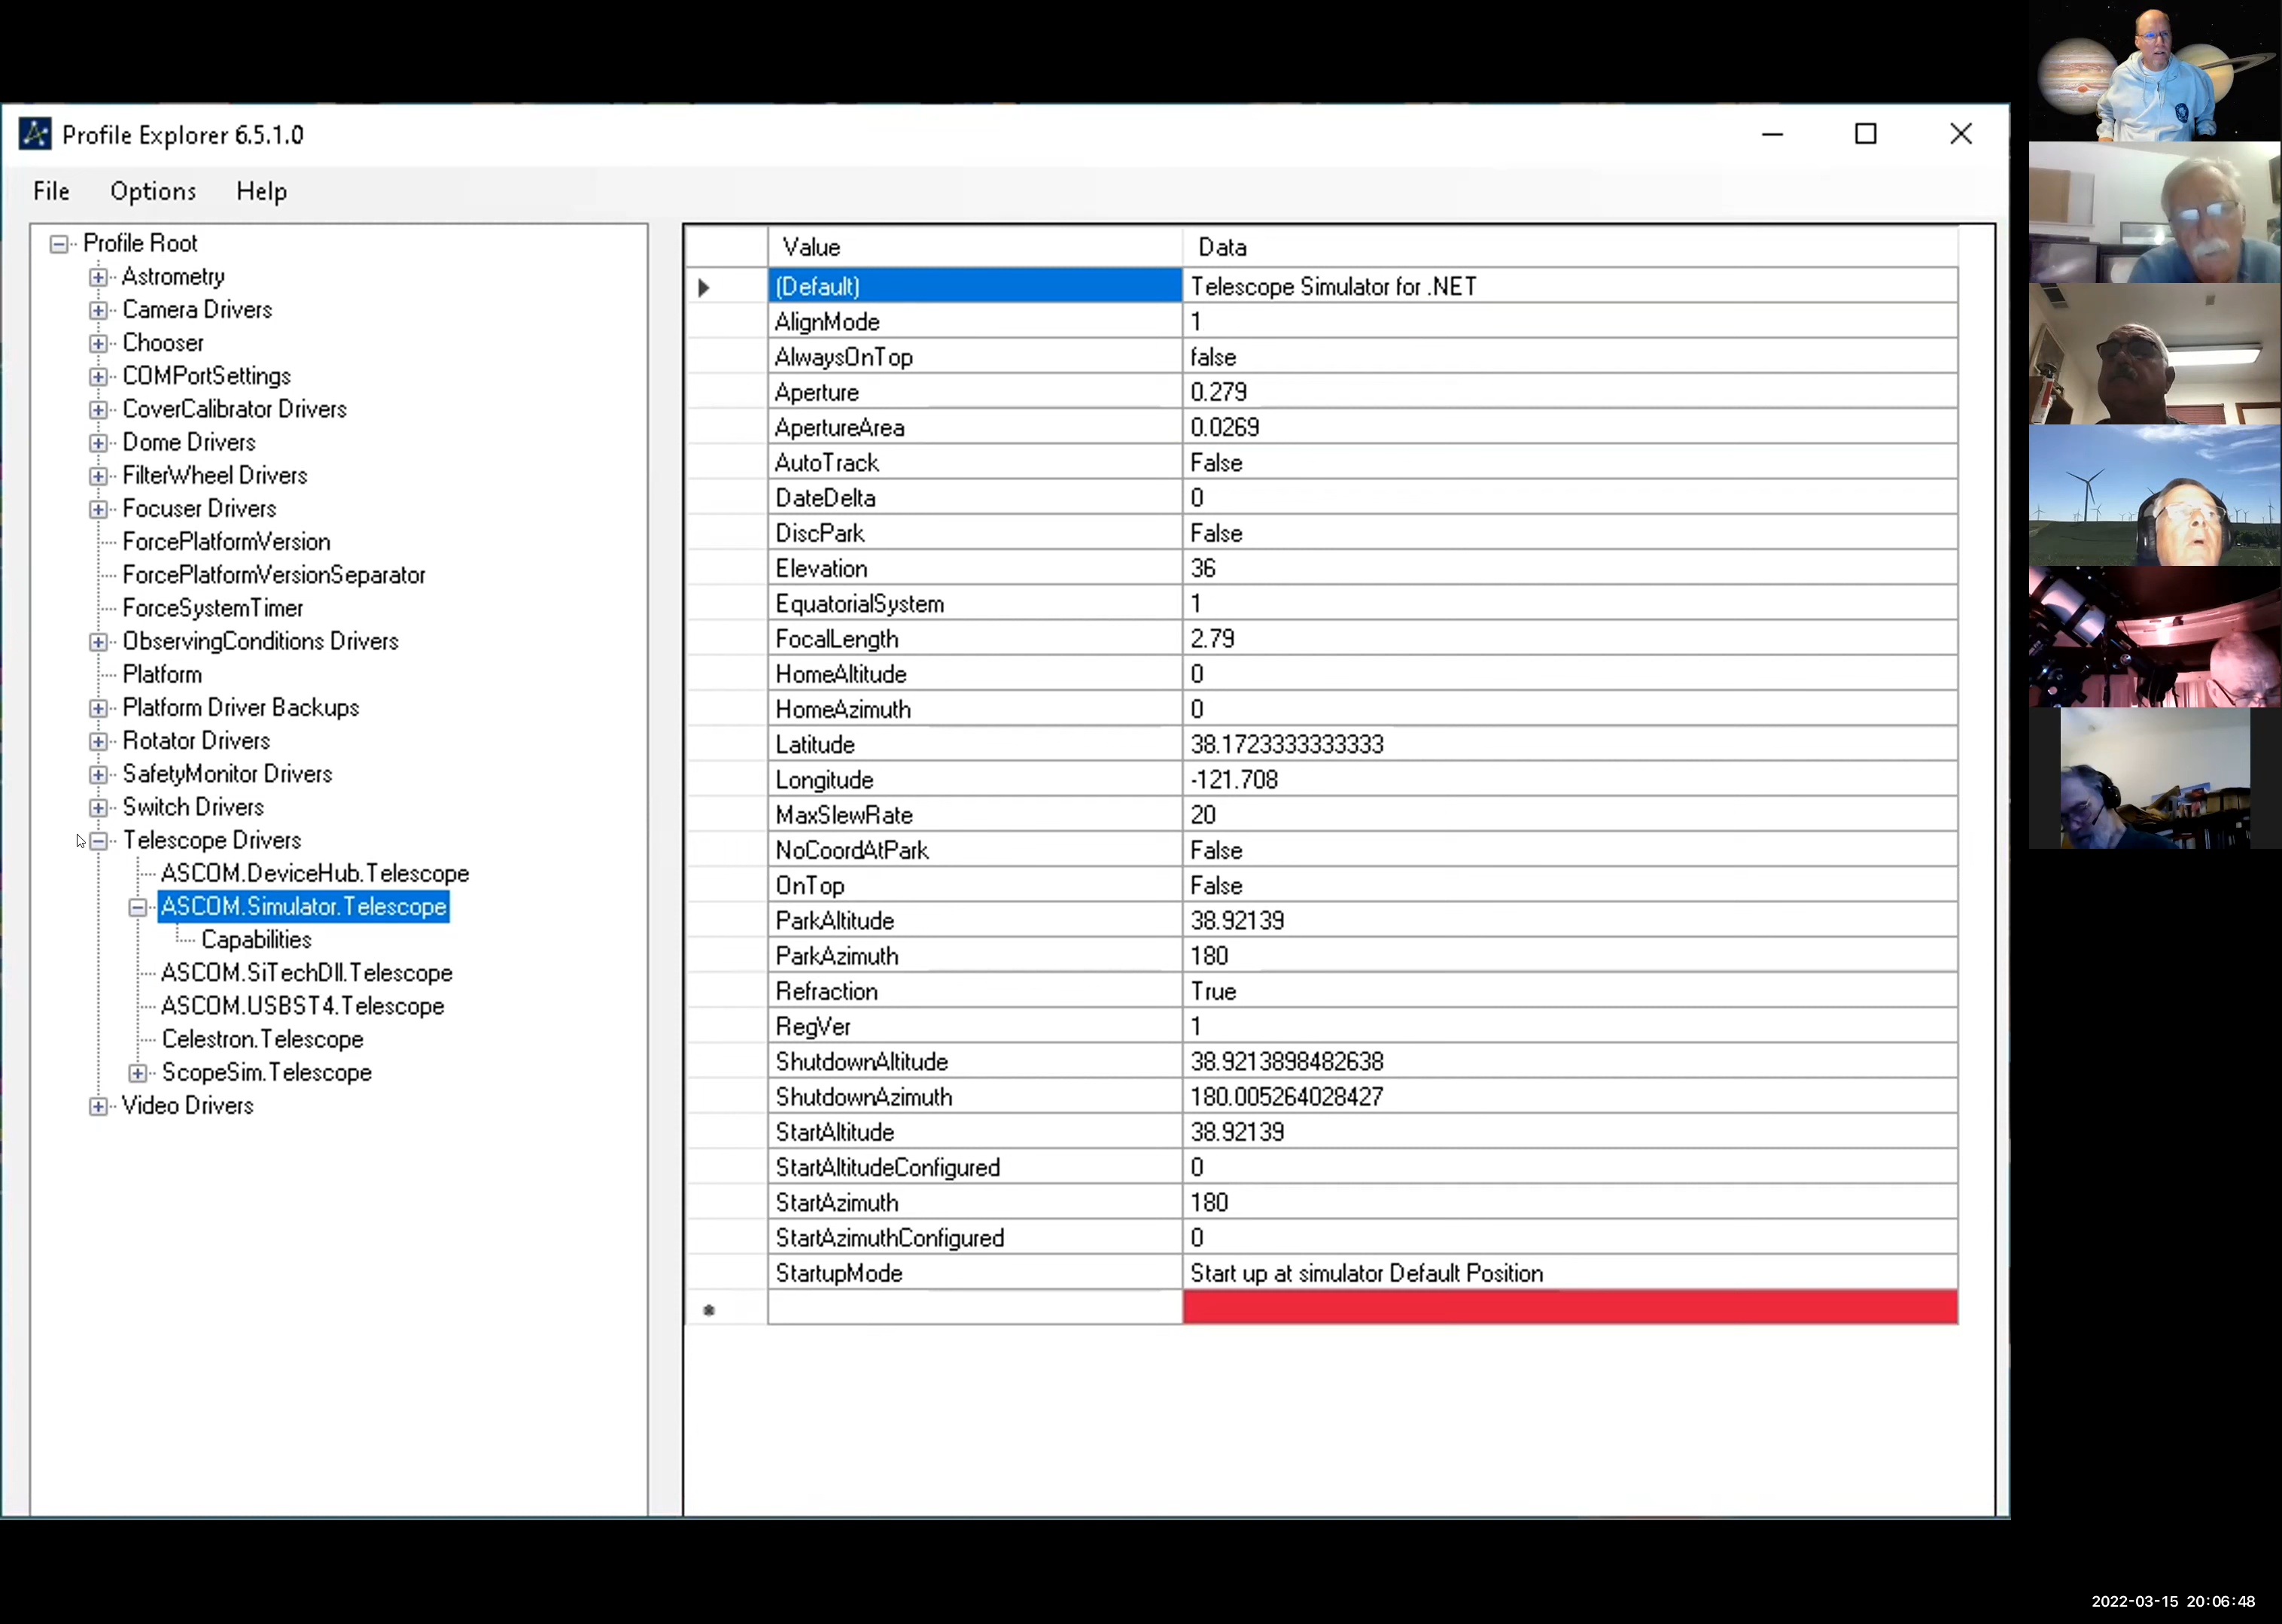 Profile Explorer 6.5.1.0
File Options Help
Profile Root
Astrometry
Camera Drivers
Chooser
COMPortSettings
CoverCalibrator Drivers
Dome Drivers
FilterWheel Drivers
Focuser Drivers
ForcePlatformVersion
ForcePlatformVersionSeparator
ForceSystemTimer
ObservingConditions Drivers
Platform
Platform Driver Backups
Rotator Drivers
SafetyMonitor Drivers
Switch Drivers
Telescope Drivers
ASCOM.DeviceHub.Telescope
ASCOM.Simulator.Telescope
Capabilities
ASCOM.SiTechDll.Telescope
ASCOM.USBST4.Telescope
Celestron.Telescope
ScopeSim.Telescope
Video Drivers
Value Data
(Default) Telescope Simulator for .NET
AlignMode 1
AlwaysOnTop false
Aperture 0.279
ApertureArea 0.0269
AutoTrack False
DateDelta 0
DiscPark False
Elevation 36
EquatorialSystem 1
FocalLength 2.79
HomeAltitude 0
HomeAzimuth 0
Latitude 38.1723333333333
Longitude -121.708
MaxSlewRate 20
NoCoordAtPark False
OnTop False
ParkAltitude 38.92139
ParkAzimuth 180
Refraction True
RegVer 1
ShutdownAltitude 38.9213898482638
ShutdownAzimuth 180.005264028427
StartAltitude 38.92139
StartAltitudeConfigured 0
StartAzimuth 180
StartAzimuthConfigured 0
StartupMode Start up at simulator Default Position
2022-03-15 20:06:48